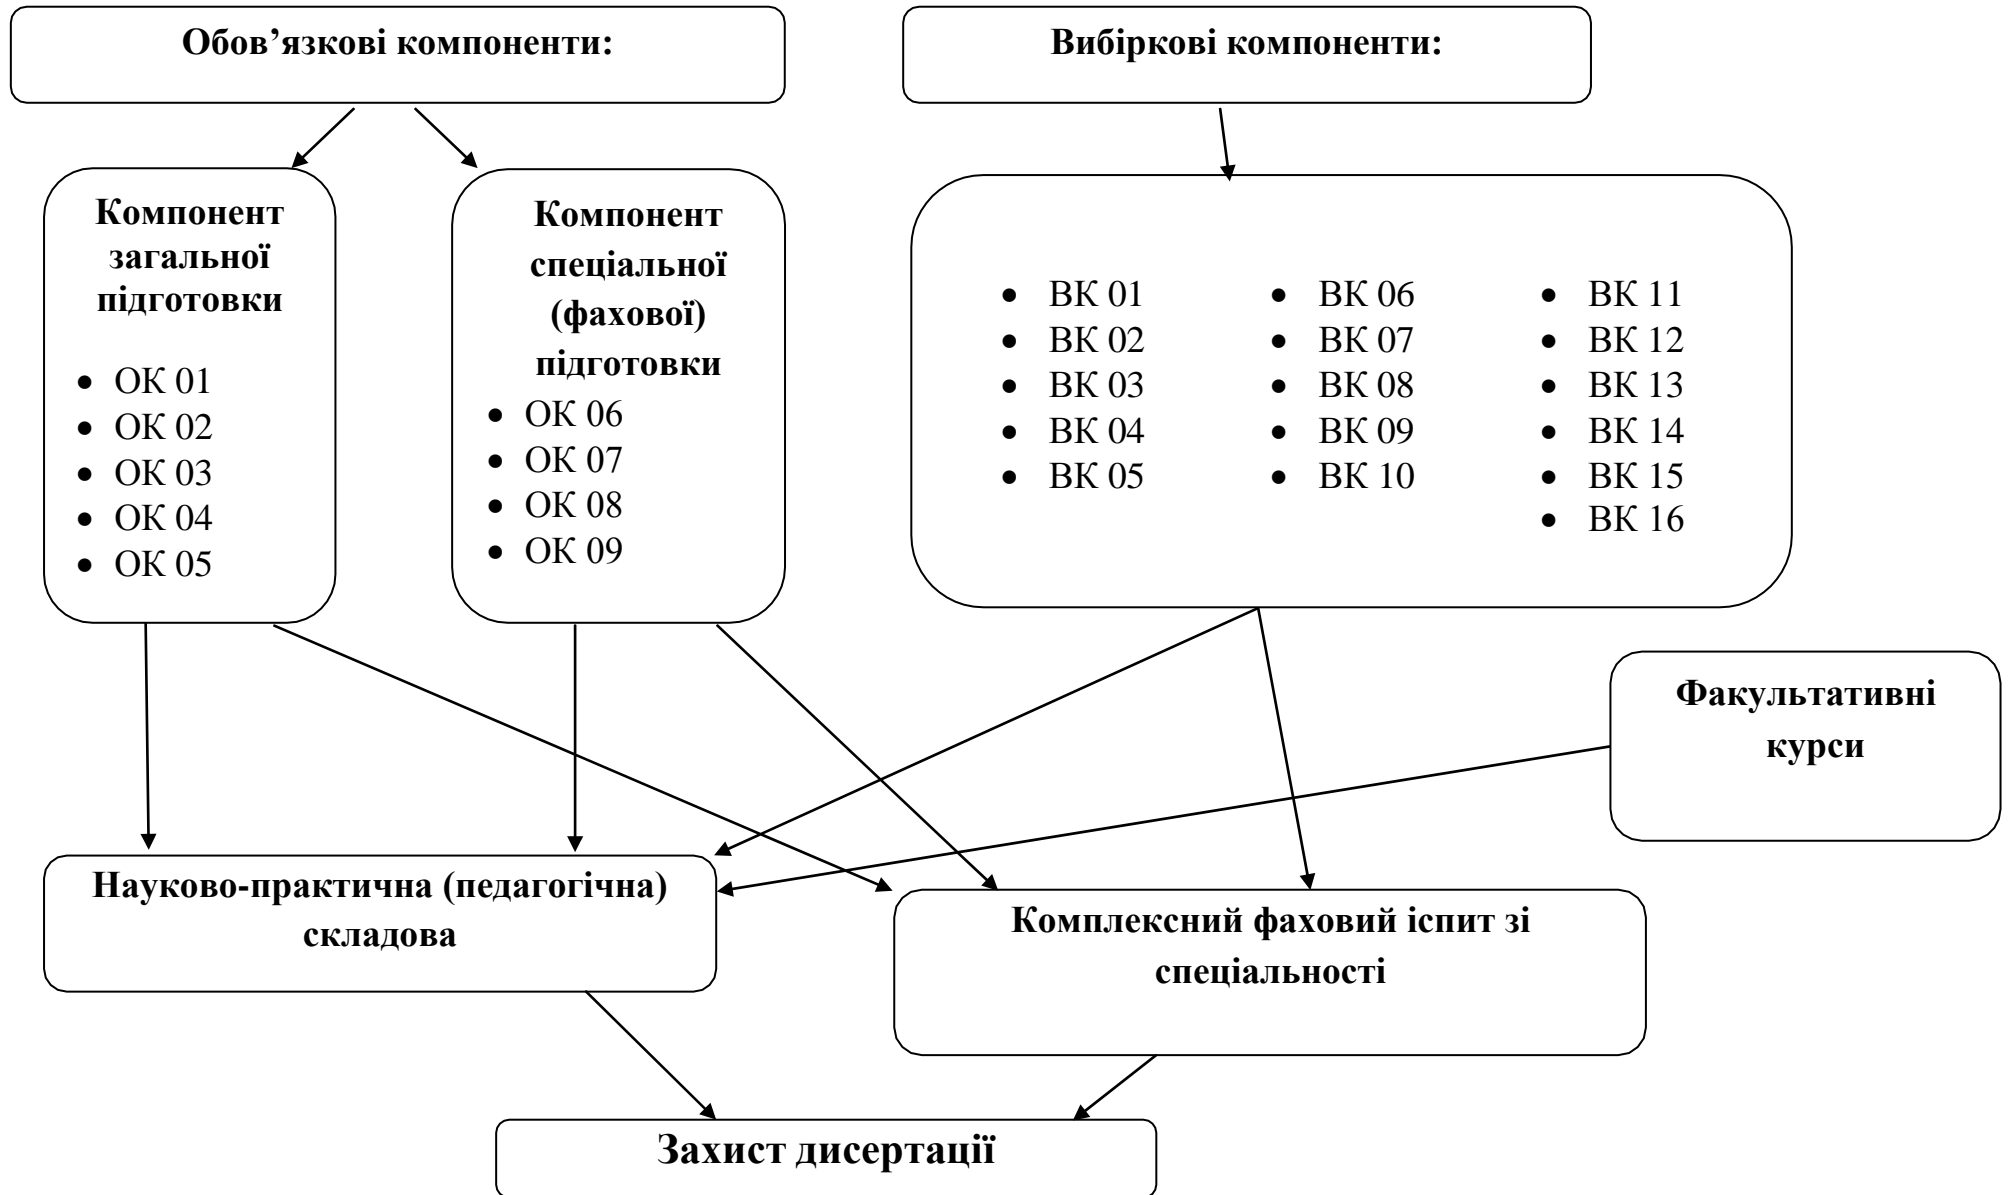 Обов’язкові компоненти:
Вибіркові компоненти:
Компонент
загальної
підготовки
• ОК 01
• ОК 02
• ОК 03
• ОК 04
• ОК 05
Компонент
спеціальної
(фахової)
підготовки
• ОК 06
• ОК 07
• ОК 08
• ОК 09
• ВК 01
• ВК 02
• ВК 03
• ВК 04
• ВК 05
• ВК 06
• ВК 07
• ВК 08
• ВК 09
• ВК 10
• ВК 11
• ВК 12
• ВК 13
• ВК 14
• ВК 15
• ВК 16
Факультативні
курси
Науково-практична (педагогічна)
складова
Комплексний фаховий іспит зі
спеціальності
Захист дисертації